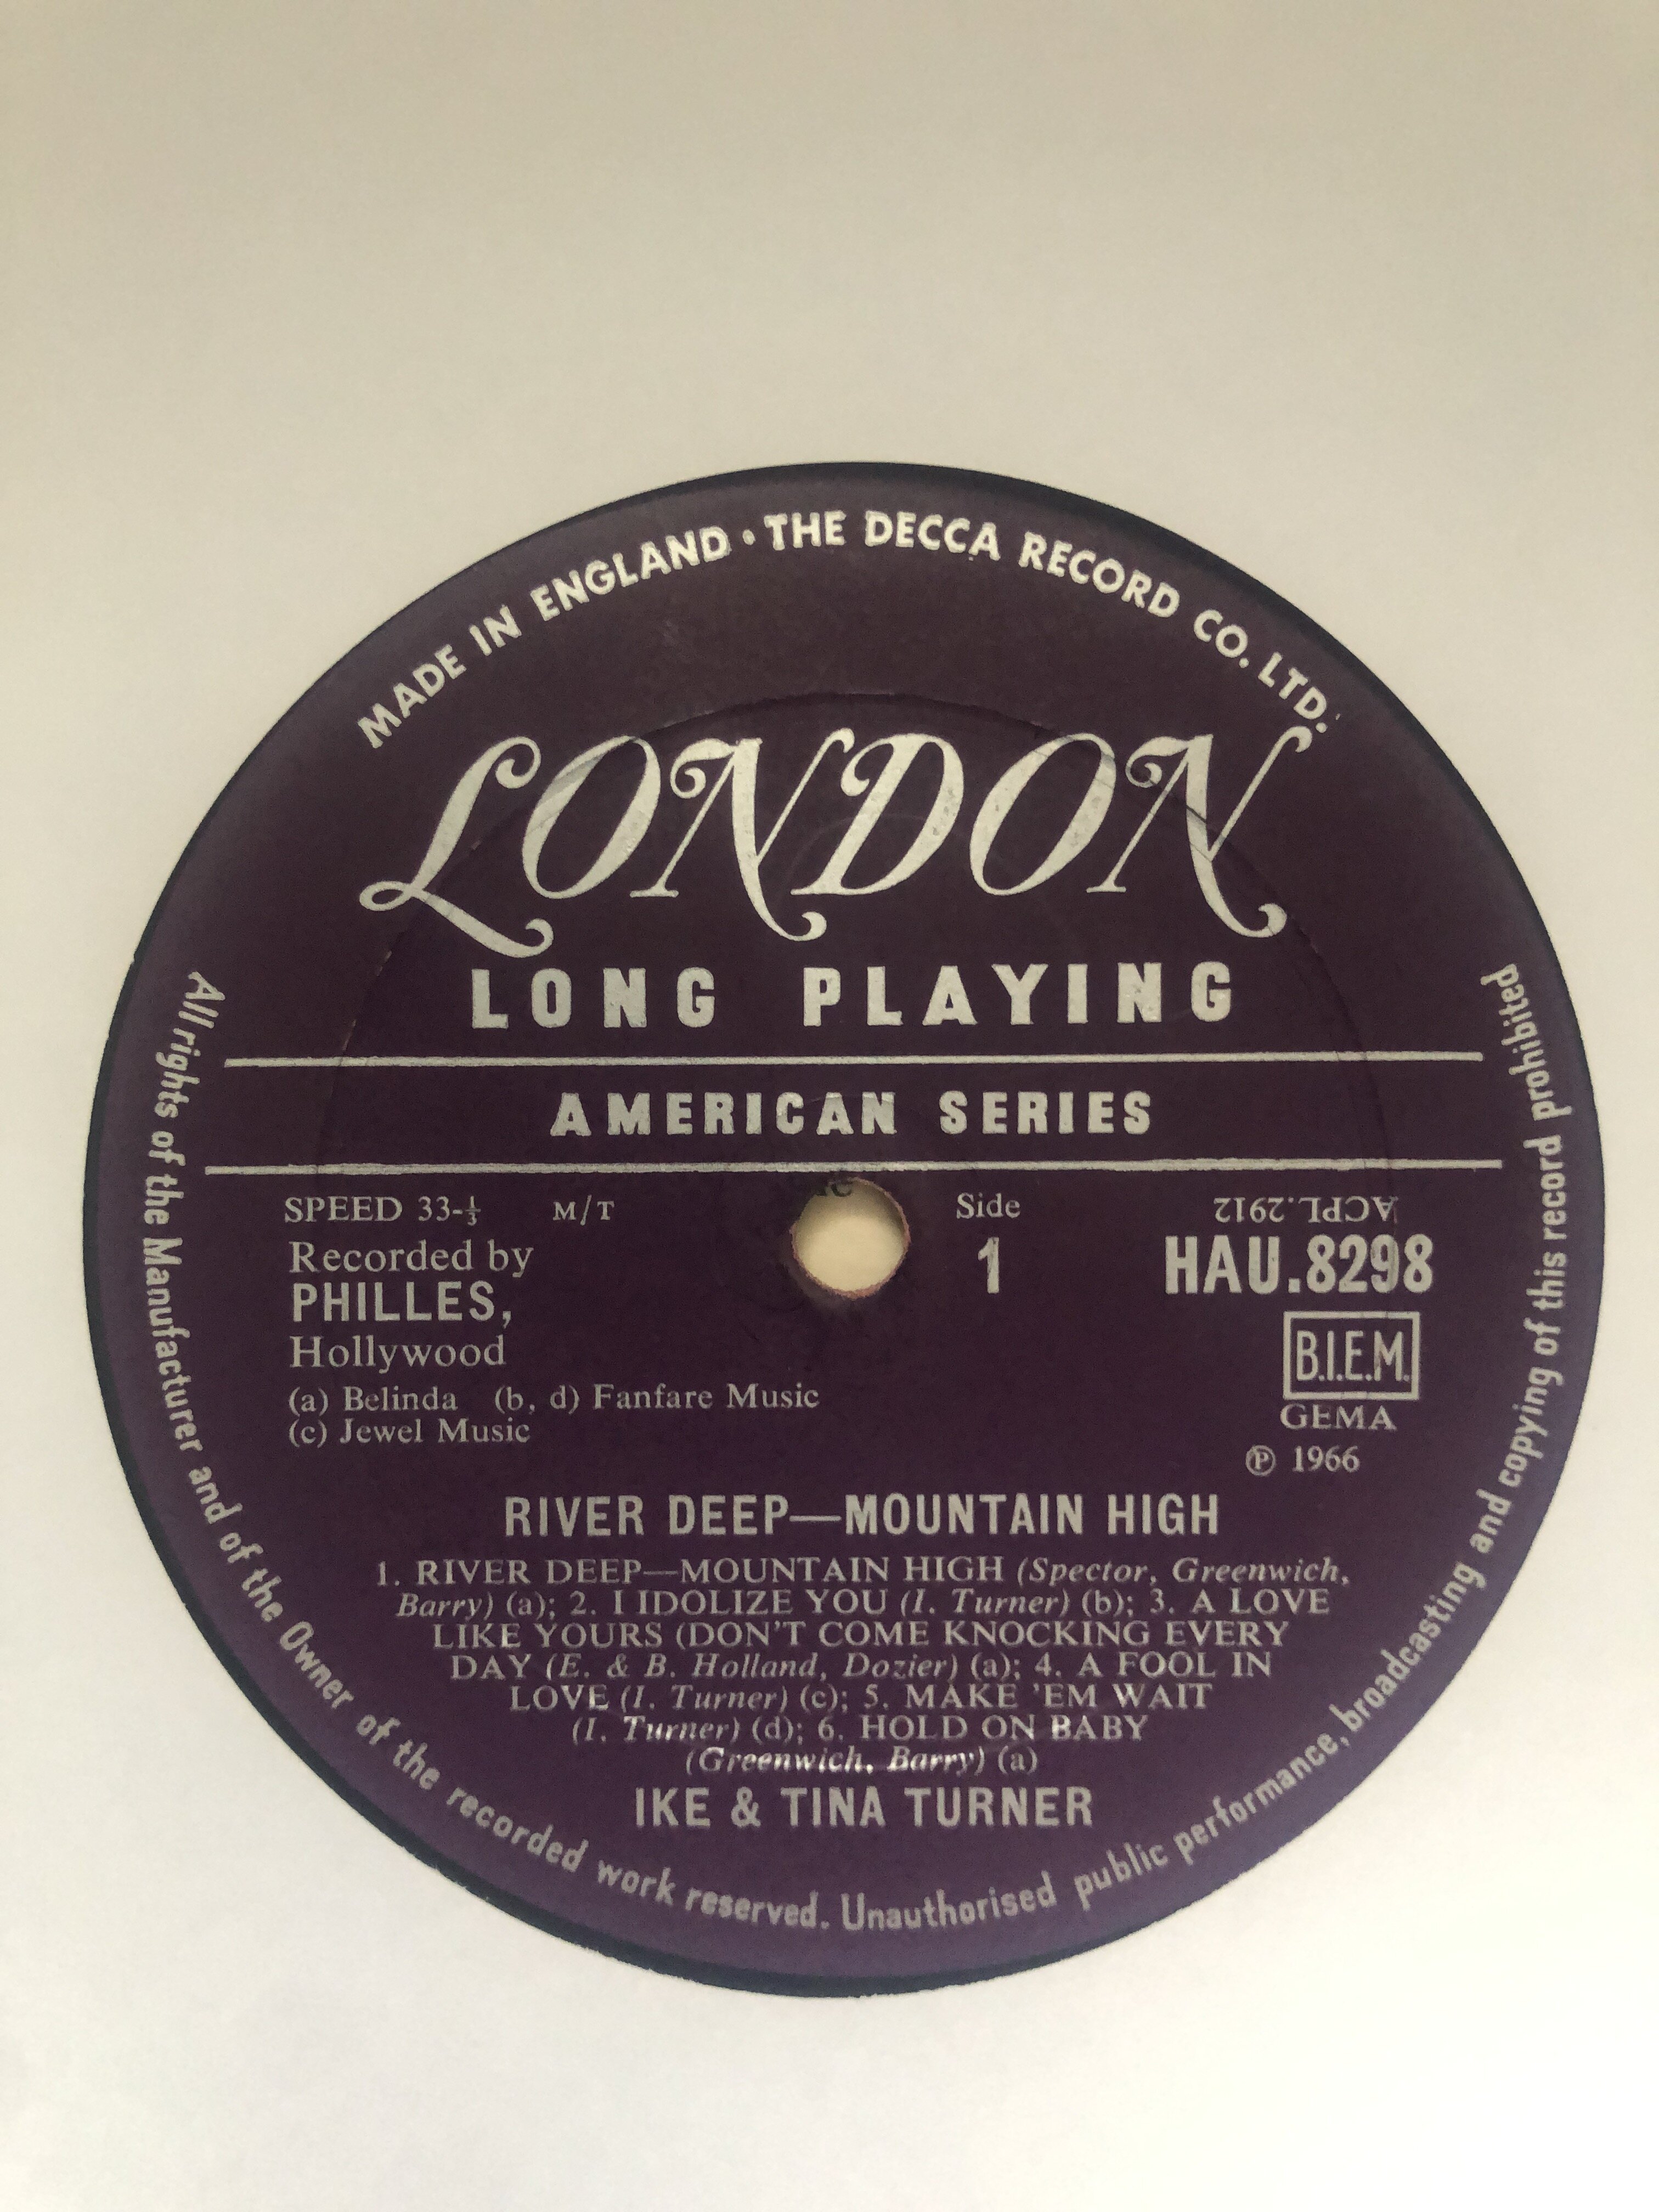 MADE IN ENGLAND · THE DECCA RECORD CO. LTD.
LONDON
LONG PLAYING
AMERICAN SERIES
SPEED 33-⅓ M/T
Recorded by
PHILLES,
Hollywood
(a) Belinda (b, d) Fanfare Music
(c) Jewel Music
Side
1
ACPL.2912
HAU.8298
B.I.E.M.
GEMA
℗ 1966
RIVER DEEP—MOUNTAIN HIGH
1. RIVER DEEP—MOUNTAIN HIGH (Spector, Greenwich,
Barry) (a); 2. I IDOLIZE YOU (I. Turner) (b); 3. A LOVE
LIKE YOURS (DON'T COME KNOCKING EVERY
DAY (E. & B. Holland, Dozier) (a); 4. A FOOL IN
LOVE (I. Turner) (c); 5. MAKE 'EM WAIT
(I. Turner) (d); 6. HOLD ON BABY
(Greenwich, Barry) (a)
IKE & TINA TURNER
All rights of the Manufacturer and of the Owner of the recorded work reserved. Unauthorised public performance, broadcasting and copying of this record prohibited